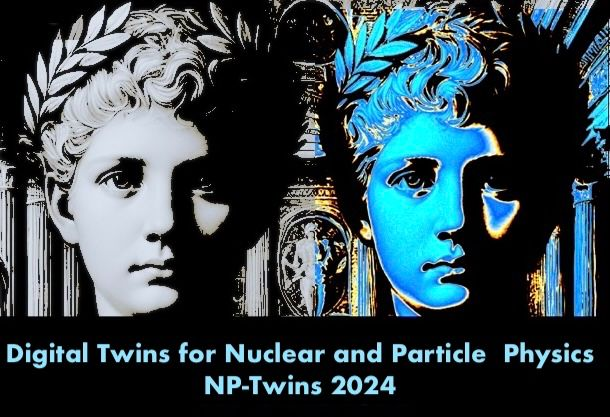 Digital Twins for Nuclear and Particle  Physics
NP-Twins 2024